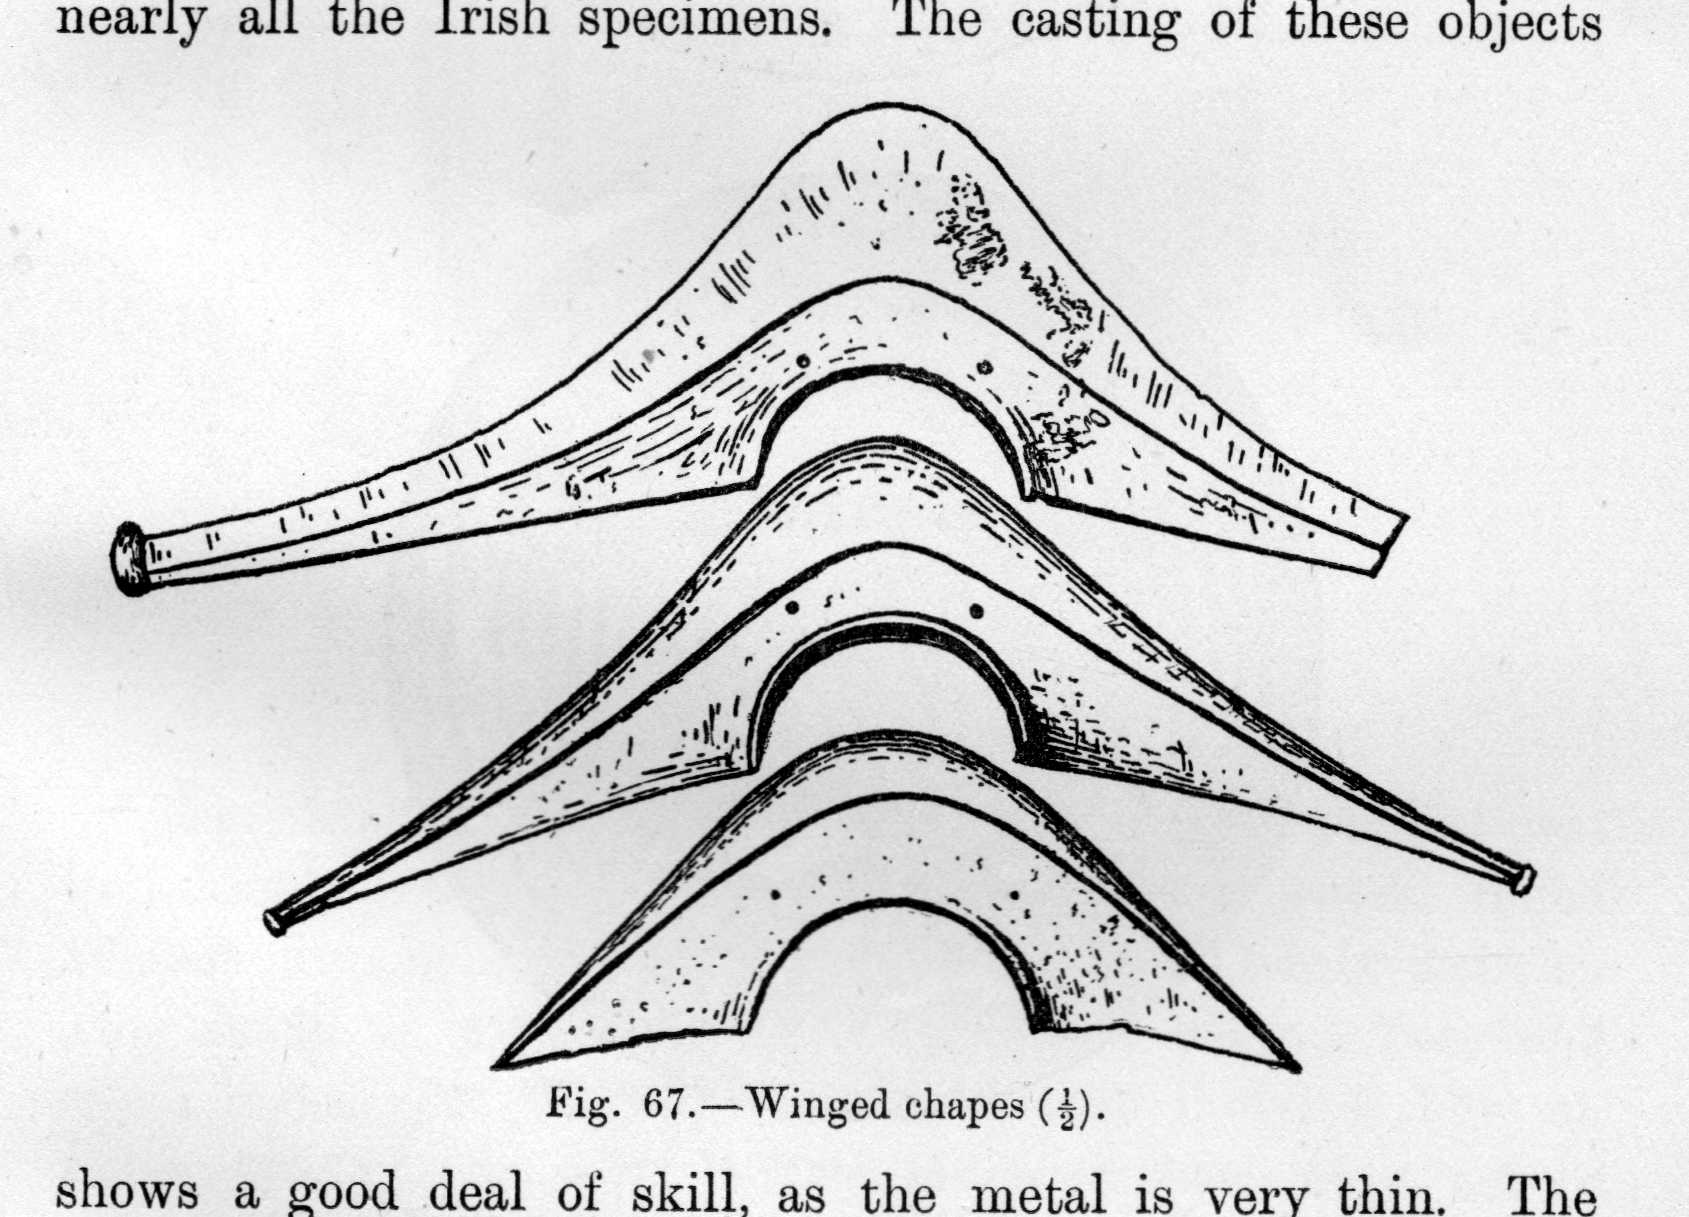 nearly all the Irish specimens. The casting of these objects
Fig. 67.—Winged chapes (½).
shows a good deal of skill, as the metal is very thin. The